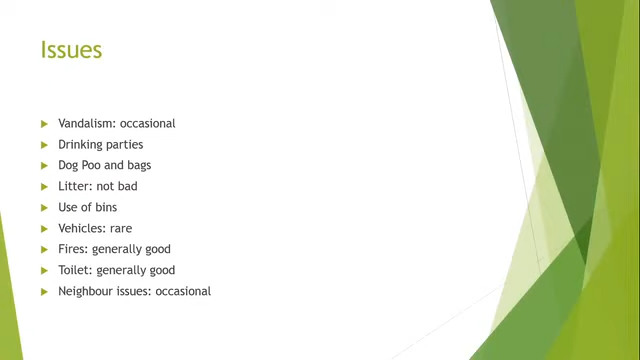 Issues
Vandalism: occasional
Drinking parties
Dog Poo and bags
Litter: not bad
Use of bins
Vehicles: rare
Fires: generally good
Toilet: generally good
Neighbour issues: occasional